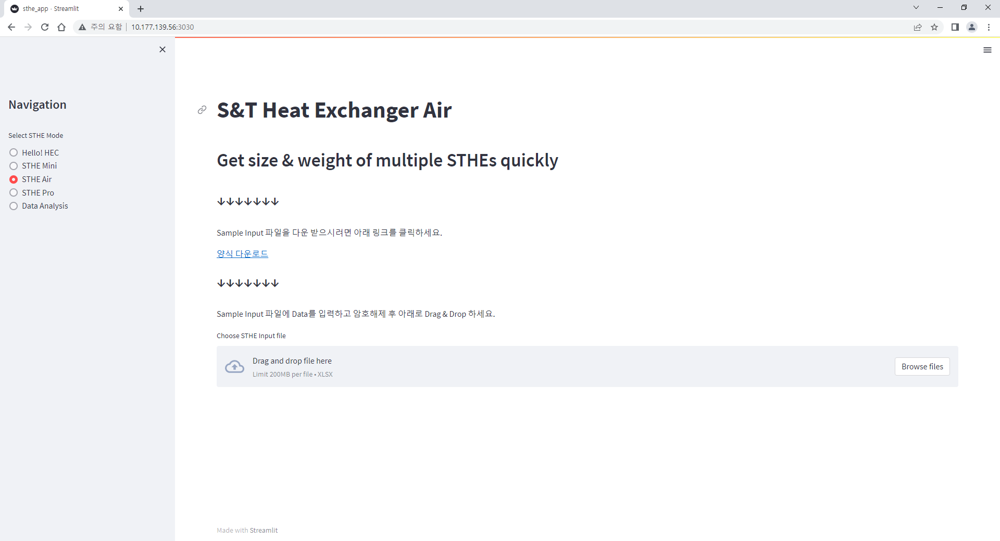 sthe_app · Streamlit
주의 요함
10.177.139.56:3030
Navigation
Select STHE Mode
Hello! HEC
STHE Mini
STHE Air
STHE Pro
Data Analysis
S&T Heat Exchanger Air
Get size & weight of multiple STHEs quickly
↓↓↓↓↓↓↓
Sample Input 파일을 다운 받으시려면 아래 링크를 클릭하세요.
양식 다운로드
↓↓↓↓↓↓↓
Sample Input 파일에 Data를 입력하고 암호해제 후 아래로 Drag & Drop 하세요.
Choose STHE Input file
Drag and drop file here
Limit 200MB per file • XLSX
Browse files
Made with Streamlit